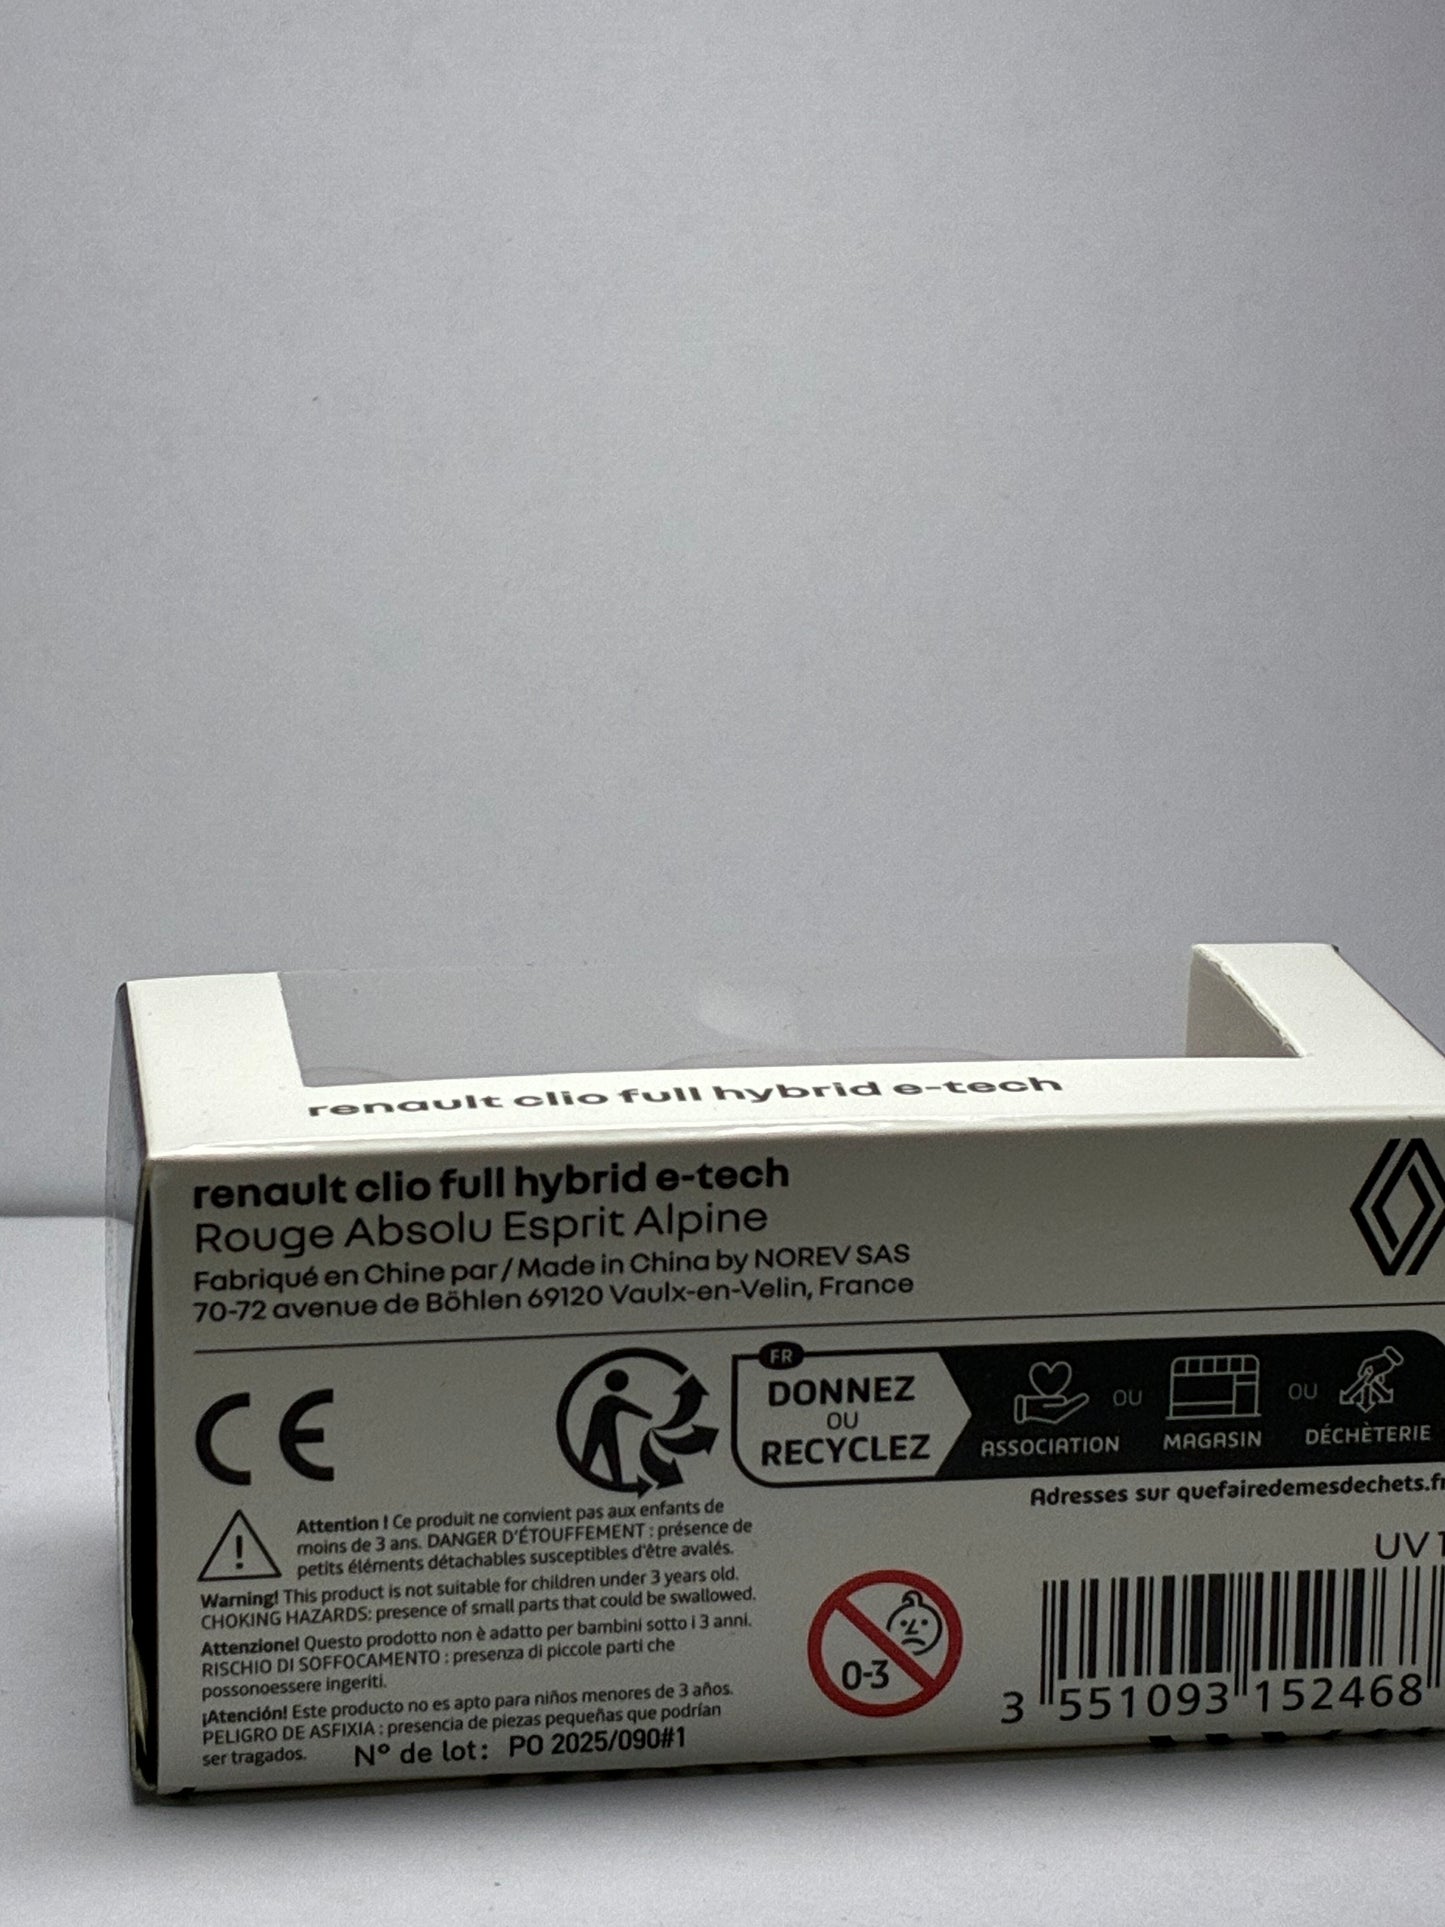 renault clio full hybrid e-tech
renault clio full hybrid e-tech
Rouge Absolu Esprit Alpine
Fabriqué en Chine par / Made in China by NOREV SAS
70-72 avenue de Böhlen 69120 Vaulx-en-Velin, France
CE
FR
DONNEZ
OU
RECYCLEZ
ASSOCIATION
OU
MAGASIN
OU
DÉCHÈTERIE
Adresses sur quefairedemesdechets.fr
Attention ! Ce produit ne convient pas aux enfants de
moins de 3 ans. DANGER D'ÉTOUFFEMENT : présence de
petits éléments détachables susceptibles d'être avalés.
Warning! This product is not suitable for children under 3 years old.
CHOKING HAZARDS: presence of small parts that could be swallowed.
Attenzione! Questo prodotto non è adatto per bambini sotto i 3 anni.
RISCHIO DI SOFFOCAMENTO : presenza di piccole parti che
possonoessere ingeriti.
¡Atención! Este producto no es apto para niños menores de 3 años.
PELIGRO DE ASFIXIA : presencia de piezas pequeñas que podrían
ser tragados.
N° de lot: PO 2025/090#1
0-3
UV 1
3 551093 152468